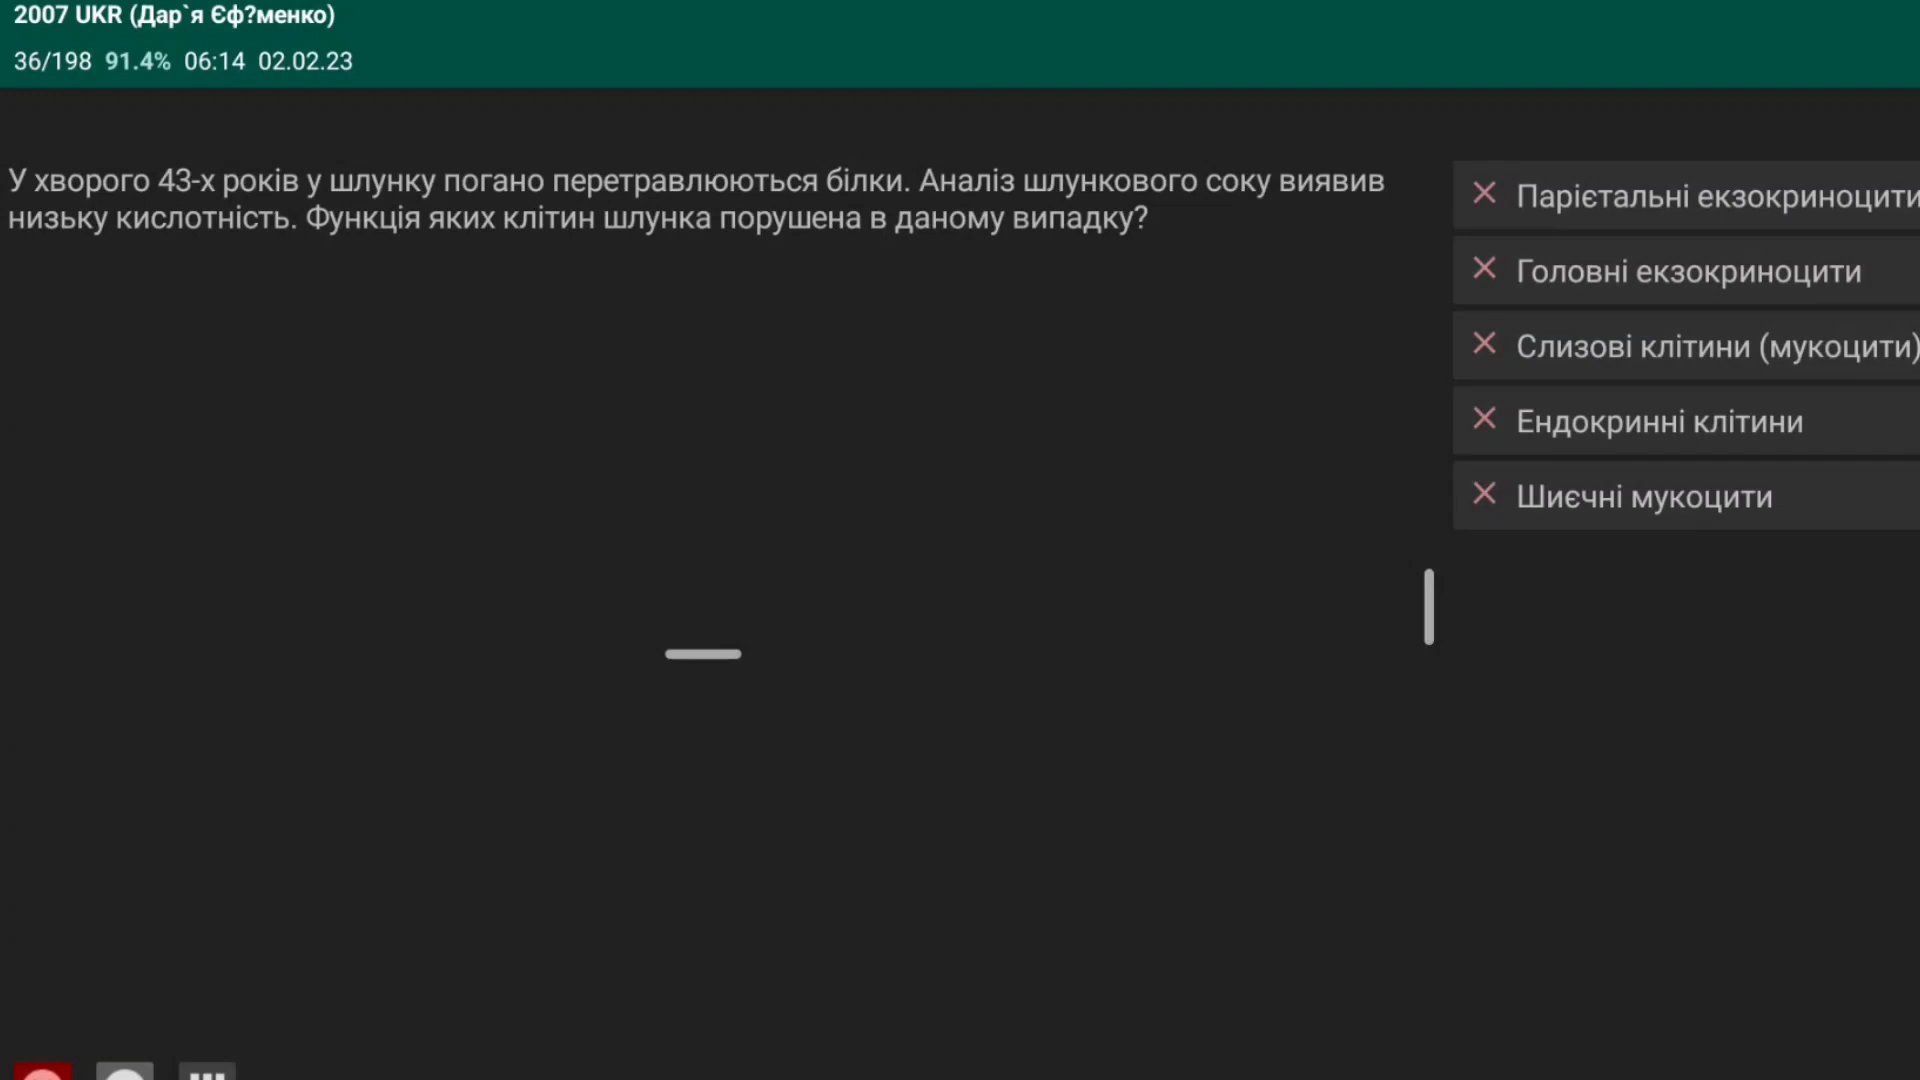 2007 UKR (Дар`я Єф?менко)
36/198 91.4% 06:14 02.02.23
У хворого 43-х років у шлунку погано перетравлюються білки. Аналіз шлункового соку виявив
низьку кислотність. Функція яких клітин шлунка порушена в даному випадку?
Парієтальні екзокриноцити
Головні екзокриноцити
Слизові клітини (мукоцити)
Ендокринні клітини
Шиєчні мукоцити